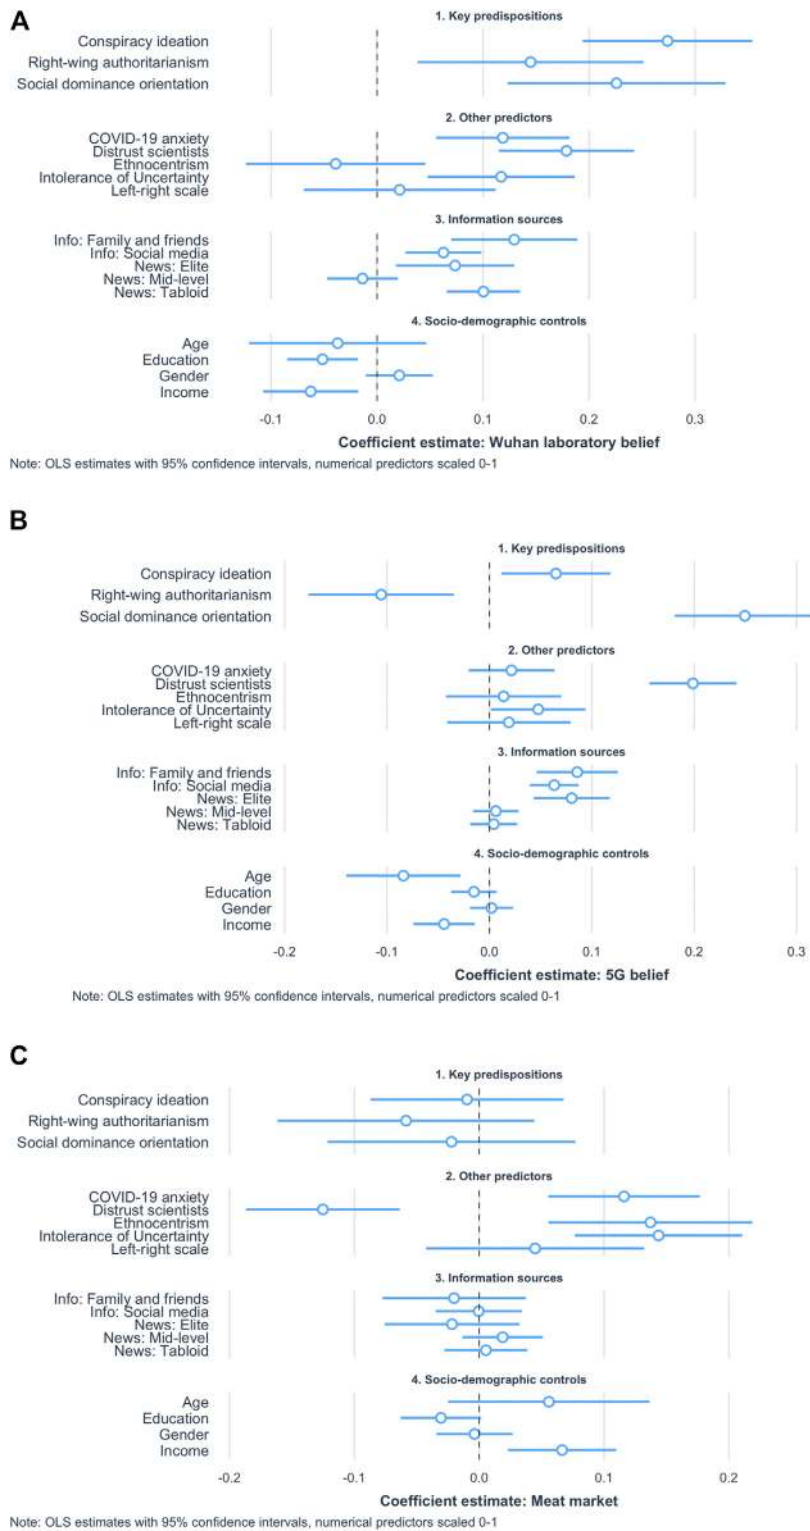 A
1. Key predispositions
Conspiracy ideation
Right-wing authoritarianism
Social dominance orientation
2. Other predictors
COVID-19 anxiety
Distrust scientists
Ethnocentrism
Intolerance of Uncertainty
Left-right scale
3. Information sources
Info: Family and friends
Info: Social media
News: Elite
News: Mid-level
News: Tabloid
4. Socio-demographic controls
Age
Education
Gender
Income
-0.1 0.0 0.1 0.2 0.3
Coefficient estimate: Wuhan laboratory belief
Note: OLS estimates with 95% confidence intervals, numerical predictors scaled 0-1
B
1. Key predispositions
Conspiracy ideation
Right-wing authoritarianism
Social dominance orientation
2. Other predictors
COVID-19 anxiety
Distrust scientists
Ethnocentrism
Intolerance of Uncertainty
Left-right scale
3. Information sources
Info: Family and friends
Info: Social media
News: Elite
News: Mid-level
News: Tabloid
4. Socio-demographic controls
Age
Education
Gender
Income
-0.2 -0.1 0.0 0.1 0.2 0.3
Coefficient estimate: 5G belief
Note: OLS estimates with 95% confidence intervals, numerical predictors scaled 0-1
C
1. Key predispositions
Conspiracy ideation
Right-wing authoritarianism
Social dominance orientation
2. Other predictors
COVID-19 anxiety
Distrust scientists
Ethnocentrism
Intolerance of Uncertainty
Left-right scale
3. Information sources
Info: Family and friends
Info: Social media
News: Elite
News: Mid-level
News: Tabloid
4. Socio-demographic controls
Age
Education
Gender
Income
-0.2 -0.1 0.0 0.1 0.2
Coefficient estimate: Meat market
Note: OLS estimates with 95% confidence intervals, numerical predictors scaled 0-1